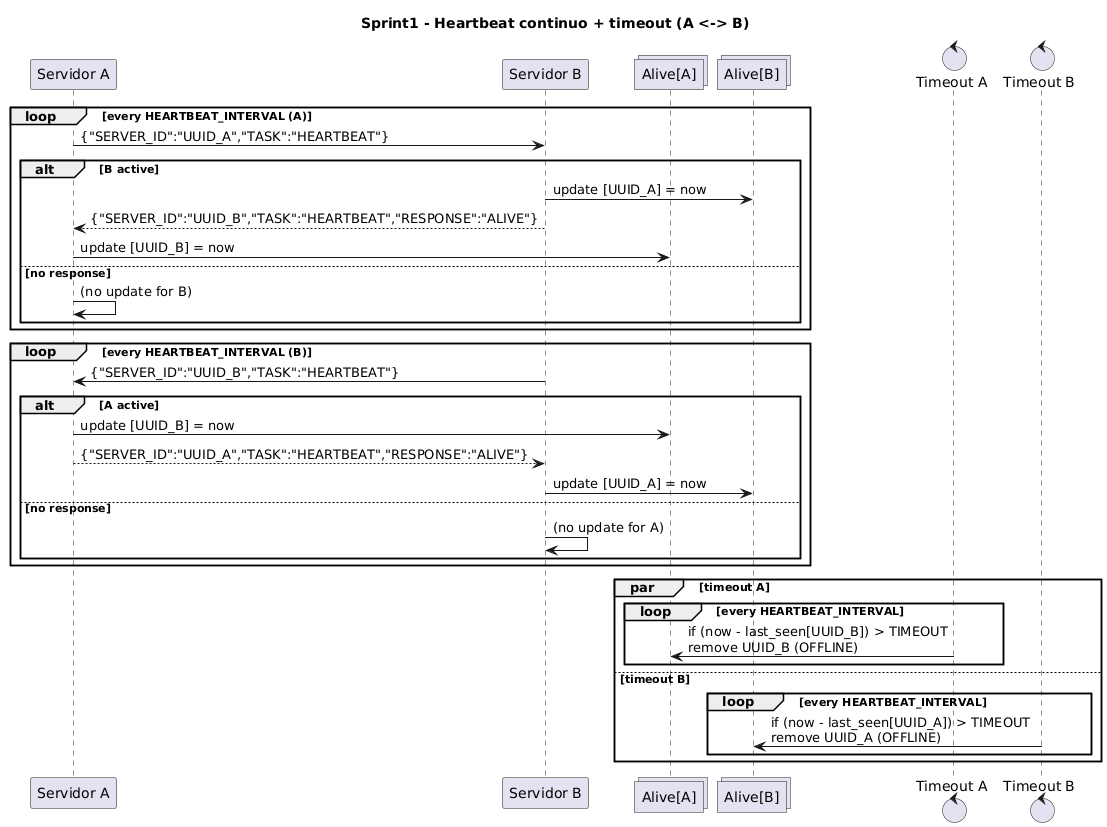 Sprint1 - Heartbeat continuo + timeout (A <-> B)
Servidor A
Servidor B
Alive[A]
Alive[B]
Timeout A
Timeout B
loop
[every HEARTBEAT_INTERVAL (A)]
{"SERVER_ID":"UUID_A","TASK":"HEARTBEAT"}
alt
[B active]
update [UUID_A] = now
{"SERVER_ID":"UUID_B","TASK":"HEARTBEAT","RESPONSE":"ALIVE"}
update [UUID_B] = now
[no response]
(no update for B)
loop
[every HEARTBEAT_INTERVAL (B)]
{"SERVER_ID":"UUID_B","TASK":"HEARTBEAT"}
alt
[A active]
update [UUID_B] = now
{"SERVER_ID":"UUID_A","TASK":"HEARTBEAT","RESPONSE":"ALIVE"}
update [UUID_A] = now
[no response]
(no update for A)
par
[timeout A]
loop
[every HEARTBEAT_INTERVAL]
if (now - last_seen[UUID_B]) > TIMEOUT
remove UUID_B (OFFLINE)
[timeout B]
loop
[every HEARTBEAT_INTERVAL]
if (now - last_seen[UUID_A]) > TIMEOUT
remove UUID_A (OFFLINE)
Servidor A
Servidor B
Alive[A]
Alive[B]
Timeout A
Timeout B